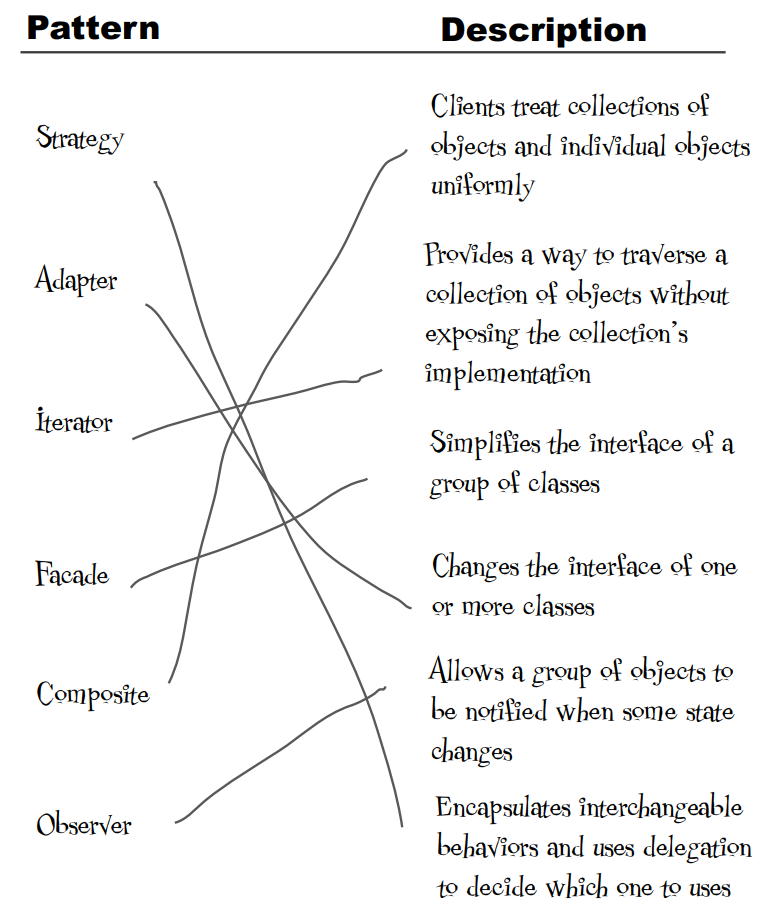 Pattern
Description
Strategy
Clients treat collections of
objects and individual objects
uniformly
Adapter
Provides a way to traverse a
collection of objects without
exposing the collection's
implementation
Iterator
Simplifies the interface of a
group of classes
Facade
Changes the interface of one
or more classes
Composite
Allows a group of objects to
be notified when some state
changes
Observer
Encapsulates interchangeable
behaviors and uses delegation
to decide which one to uses